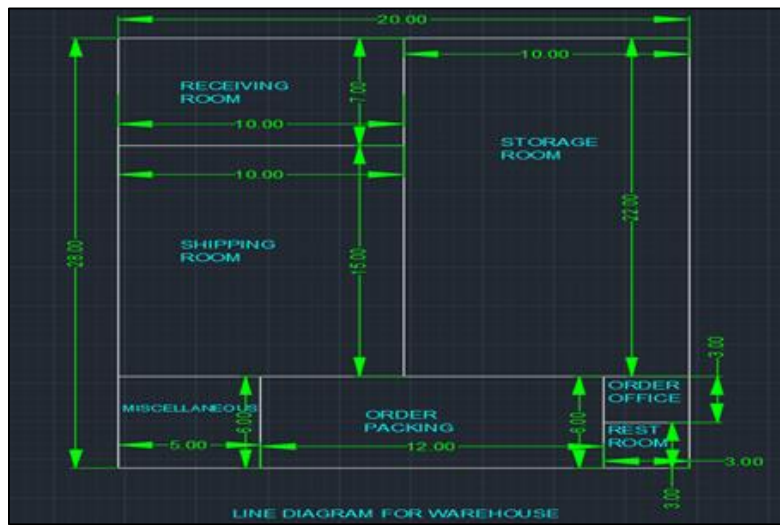 20.00
10.00
RECEIVING
ROOM
7.00
10.00
STORAGE
ROOM
10.00
22.00
SHIPPING
ROOM
28.00
15.00
3.00
ORDER
OFFICE
MISCELLANEOUS
6.00
ORDER
PACKING
6.00
REST
ROOM
5.00
12.00
3.00
3.00
LINE DIAGRAM FOR WAREHOUSE